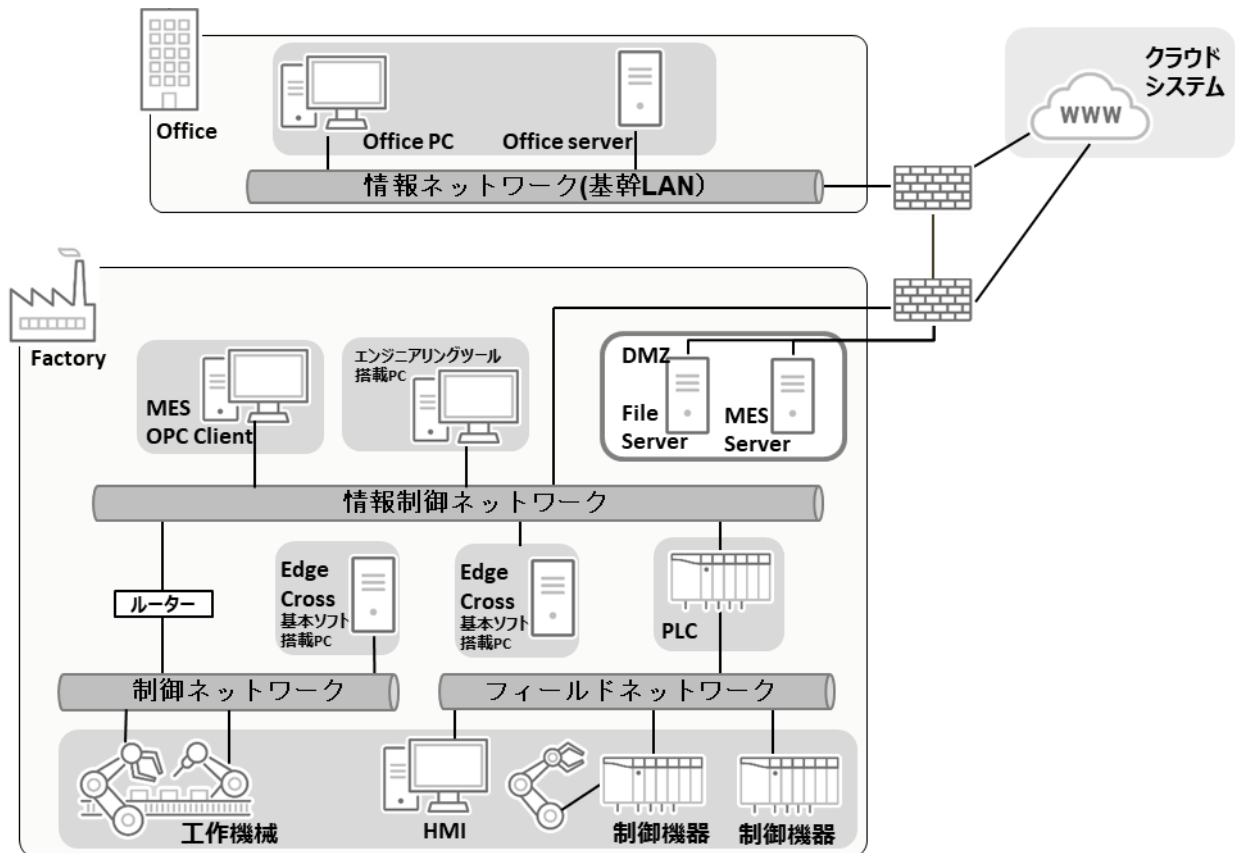 Office
Office PC
Office server
情報ネットワーク(基幹LAN）
クラウド
システム
WWW
Factory
MES
OPC Client
エンジニアリングツール
搭載PC
DMZ
File
Server
MES
Server
情報制御ネットワーク
ルーター
Edge
Cross
基本ソフト
搭載PC
Edge
Cross
基本ソフト
搭載PC
PLC
制御ネットワーク
フィールドネットワーク
工作機械
HMI
制御機器
制御機器